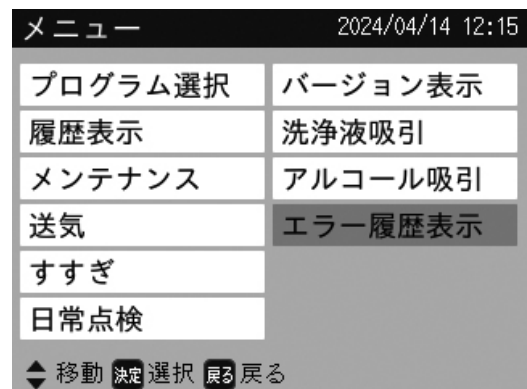 メニュー 2024/04/14 12:15
プログラム選択 バージョン表示
履歴表示 洗浄液吸引
メンテナンス アルコール吸引
送気 エラー履歴表示
すすぎ
日常点検
移動 決定 選択 戻る 戻る